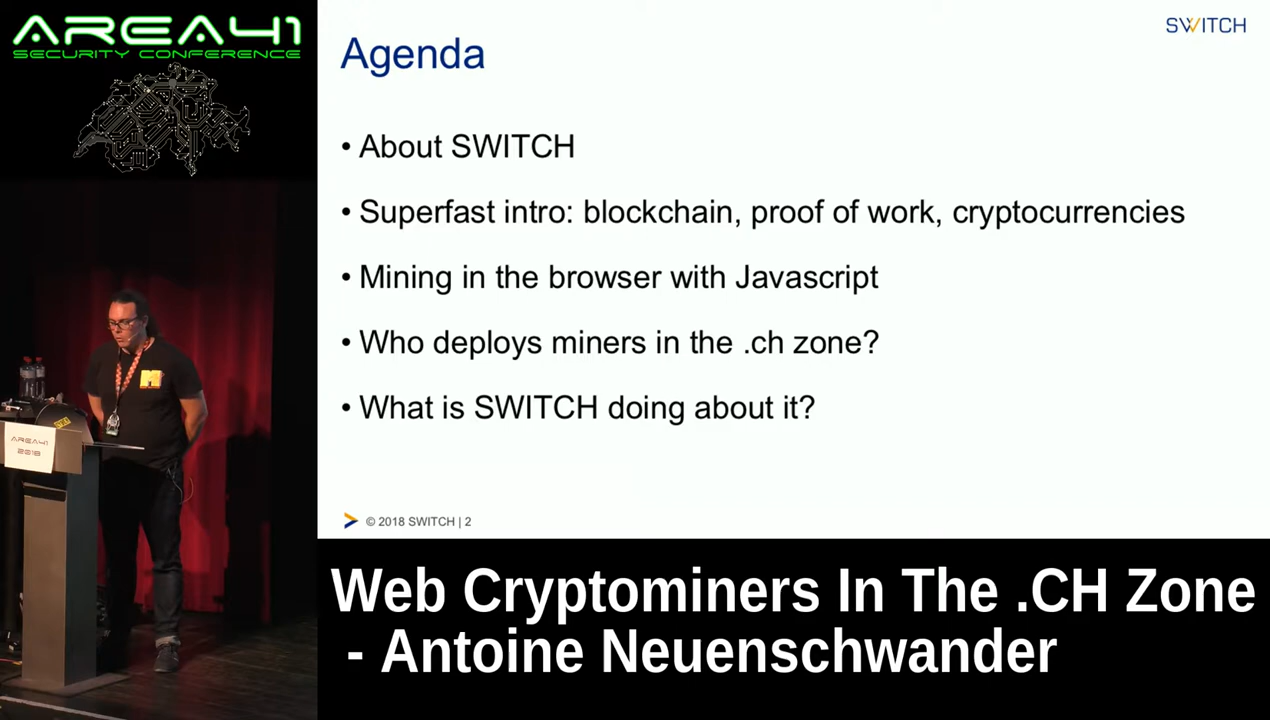 AREA41
SECURITY CONFERENCE
SWITCH
Agenda
• About SWITCH
• Superfast intro: blockchain, proof of work, cryptocurrencies
• Mining in the browser with Javascript
• Who deploys miners in the .ch zone?
• What is SWITCH doing about it?
© 2018 SWITCH | 2
AREA41
2018
Web Cryptominers In The .CH Zone
- Antoine Neuenschwander